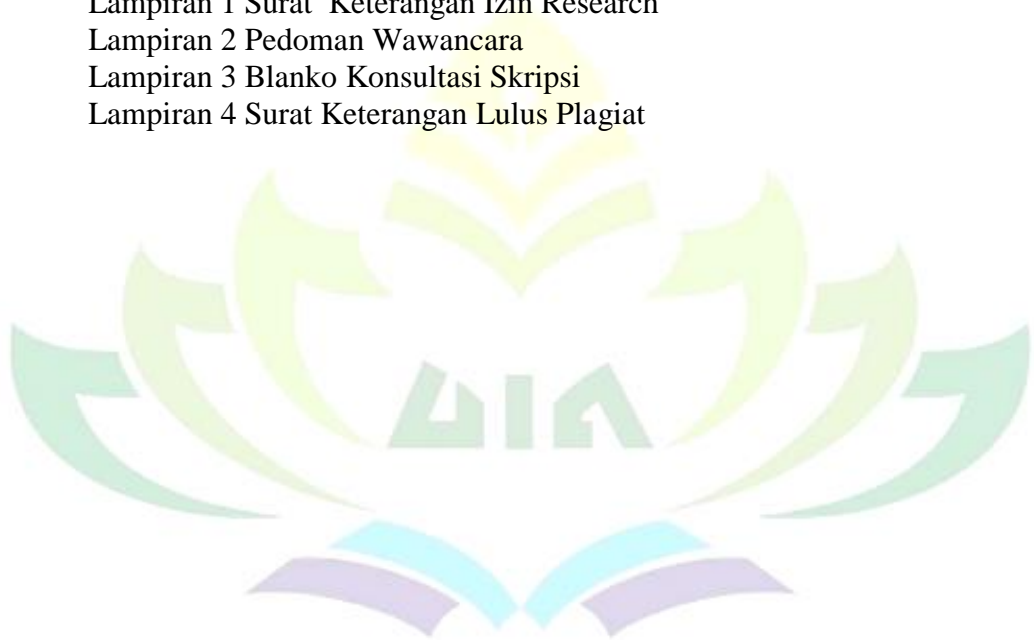 Lampiran 1 Surat  Keterangan Izin Research
Lampiran 2 Pedoman Wawancara
Lampiran 3 Blanko Konsultasi Skripsi
Lampiran 4 Surat Keterangan Lulus Plagiat
UIN